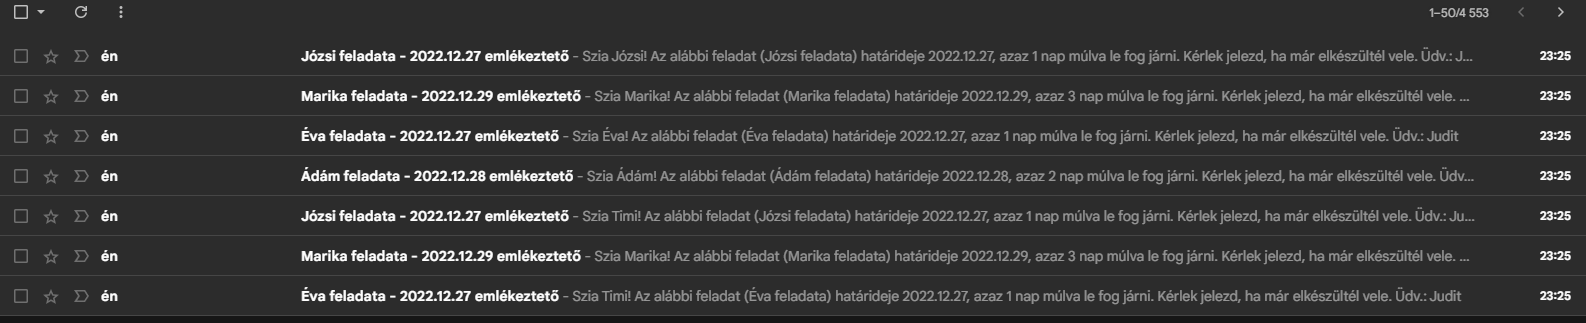 1–50/4 553
én Józsi feladata - 2022.12.27 emlékeztető - Szia Józsi! Az alábbi feladat (Józsi feladata) határideje 2022.12.27, azaz 1 nap múlva le fog járni. Kérlek jelezd, ha már elkészültél vele. Üdv.: J... 23:25
én Marika feladata - 2022.12.29 emlékeztető - Szia Marika! Az alábbi feladat (Marika feladata) határideje 2022.12.29, azaz 3 nap múlva le fog járni. Kérlek jelezd, ha már elkészültél vele. ... 23:25
én Éva feladata - 2022.12.27 emlékeztető - Szia Éva! Az alábbi feladat (Éva feladata) határideje 2022.12.27, azaz 1 nap múlva le fog járni. Kérlek jelezd, ha már elkészültél vele. Üdv.: Judit 23:25
én Ádám feladata - 2022.12.28 emlékeztető - Szia Ádám! Az alábbi feladat (Ádám feladata) határideje 2022.12.28, azaz 2 nap múlva le fog járni. Kérlek jelezd, ha már elkészültél vele. Üdv... 23:25
én Józsi feladata - 2022.12.27 emlékeztető - Szia Timi! Az alábbi feladat (Józsi feladata) határideje 2022.12.27, azaz 1 nap múlva le fog járni. Kérlek jelezd, ha már elkészültél vele. Üdv.: Ju... 23:25
én Marika feladata - 2022.12.29 emlékeztető - Szia Marika! Az alábbi feladat (Marika feladata) határideje 2022.12.29, azaz 3 nap múlva le fog járni. Kérlek jelezd, ha már elkészültél vele. ... 23:25
én Éva feladata - 2022.12.27 emlékeztető - Szia Timi! Az alábbi feladat (Éva feladata) határideje 2022.12.27, azaz 1 nap múlva le fog járni. Kérlek jelezd, ha már elkészültél vele. Üdv.: Judit 23:25